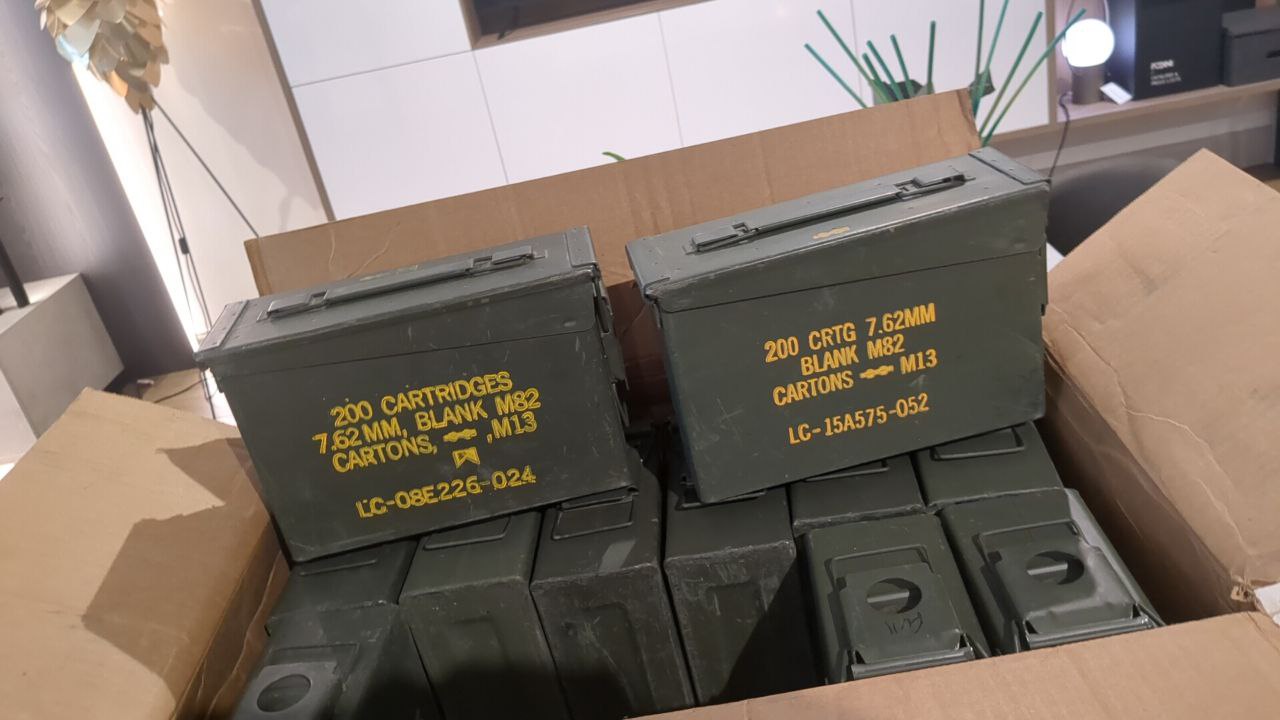 200 CARTRIDGES
7.62MM, BLANK M82
CARTONS, ,M13
LC-08E226-024
200 CRTG 7.62MM
BLANK M82
CARTONS M13
LC-15A575-052